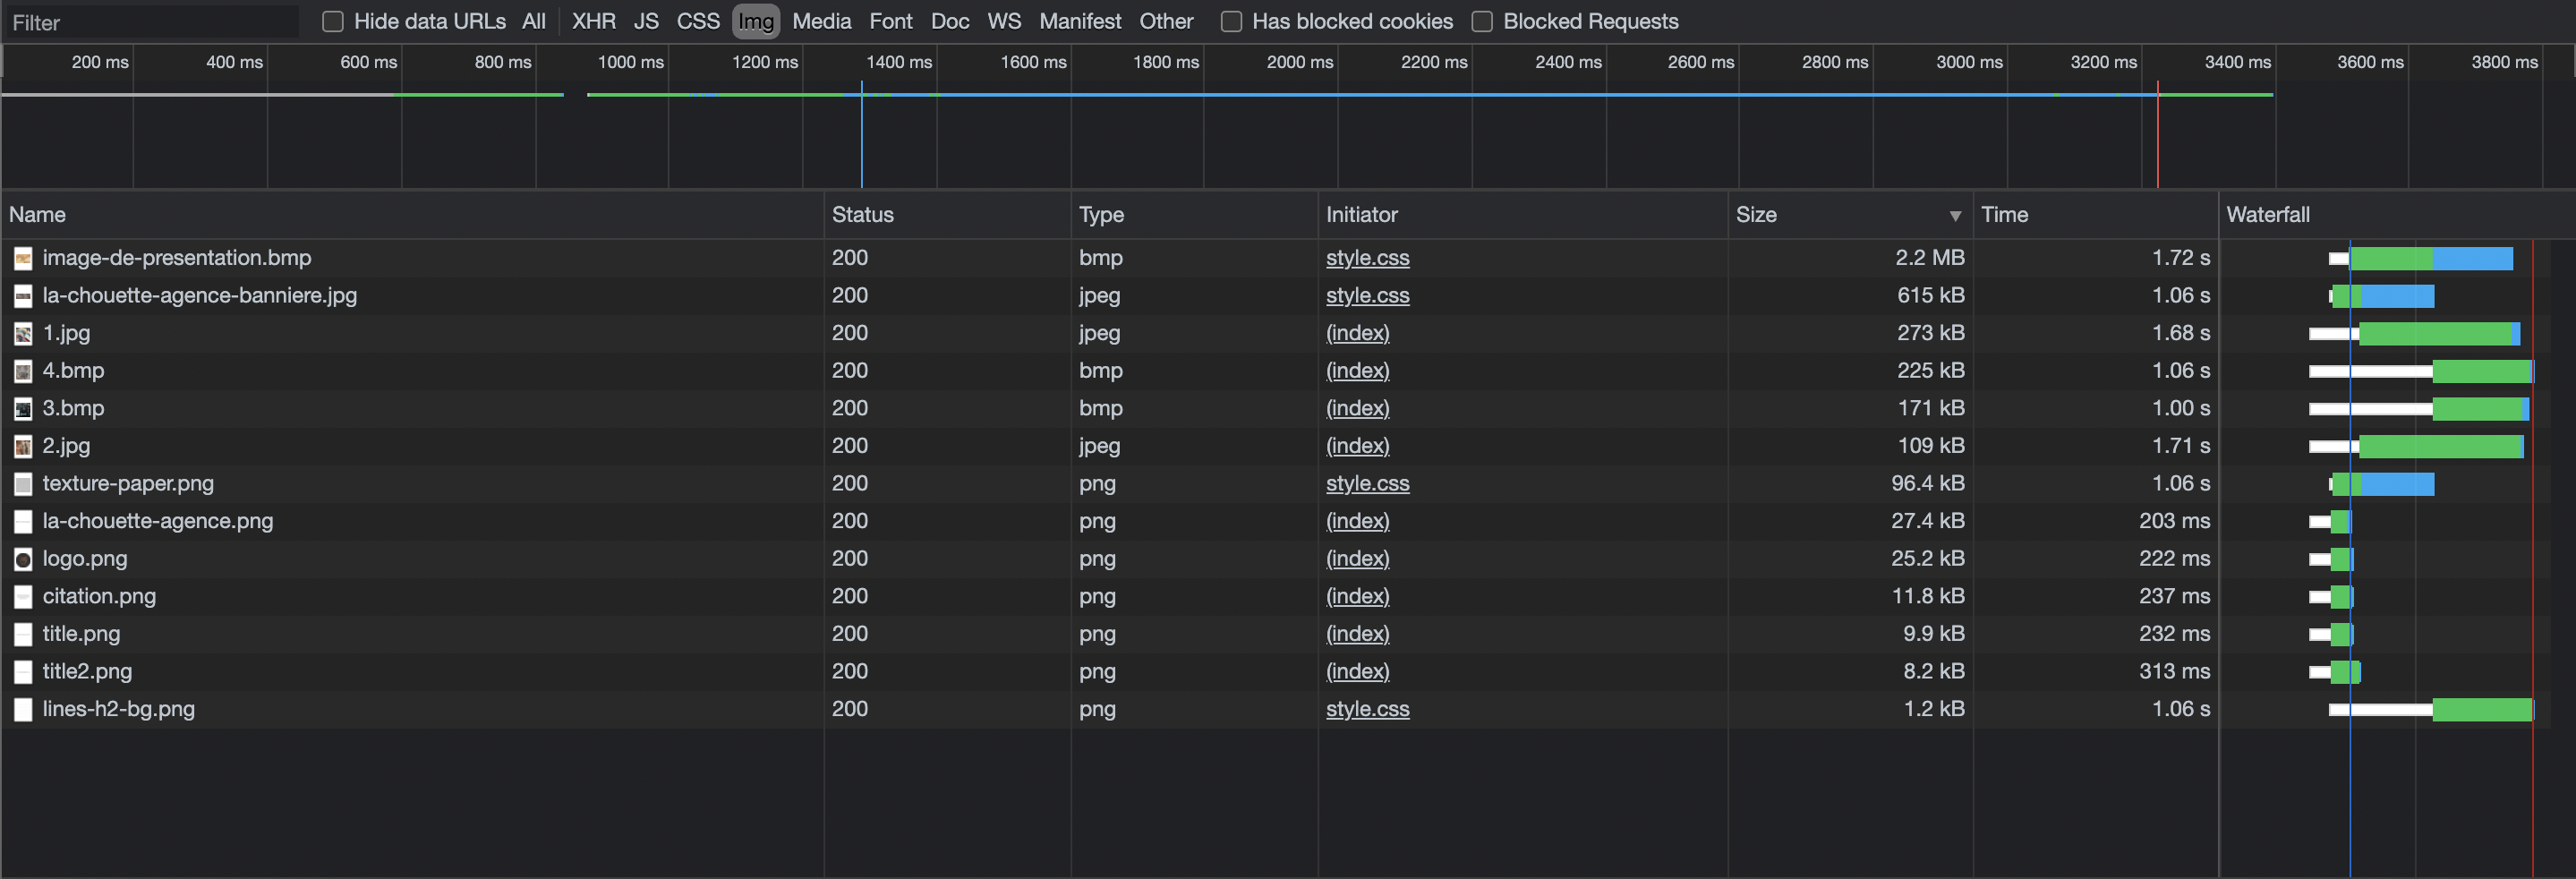 Filter Hide data URLs All XHR JS CSS Img Media Font Doc WS Manifest Other Has blocked cookies Blocked Requests
200 ms 400 ms 600 ms 800 ms 1000 ms 1200 ms 1400 ms 1600 ms 1800 ms 2000 ms 2200 ms 2400 ms 2600 ms 2800 ms 3000 ms 3200 ms 3400 ms 3600 ms 3800 ms
Name Status Type Initiator Size ▼ Time Waterfall
image-de-presentation.bmp 200 bmp style.css 2.2 MB 1.72 s
la-chouette-agence-banniere.jpg 200 jpeg style.css 615 kB 1.06 s
1.jpg 200 jpeg (index) 273 kB 1.68 s
4.bmp 200 bmp (index) 225 kB 1.06 s
3.bmp 200 bmp (index) 171 kB 1.00 s
2.jpg 200 jpeg (index) 109 kB 1.71 s
texture-paper.png 200 png style.css 96.4 kB 1.06 s
la-chouette-agence.png 200 png (index) 27.4 kB 203 ms
logo.png 200 png (index) 25.2 kB 222 ms
citation.png 200 png (index) 11.8 kB 237 ms
title.png 200 png (index) 9.9 kB 232 ms
title2.png 200 png (index) 8.2 kB 313 ms
lines-h2-bg.png 200 png style.css 1.2 kB 1.06 s